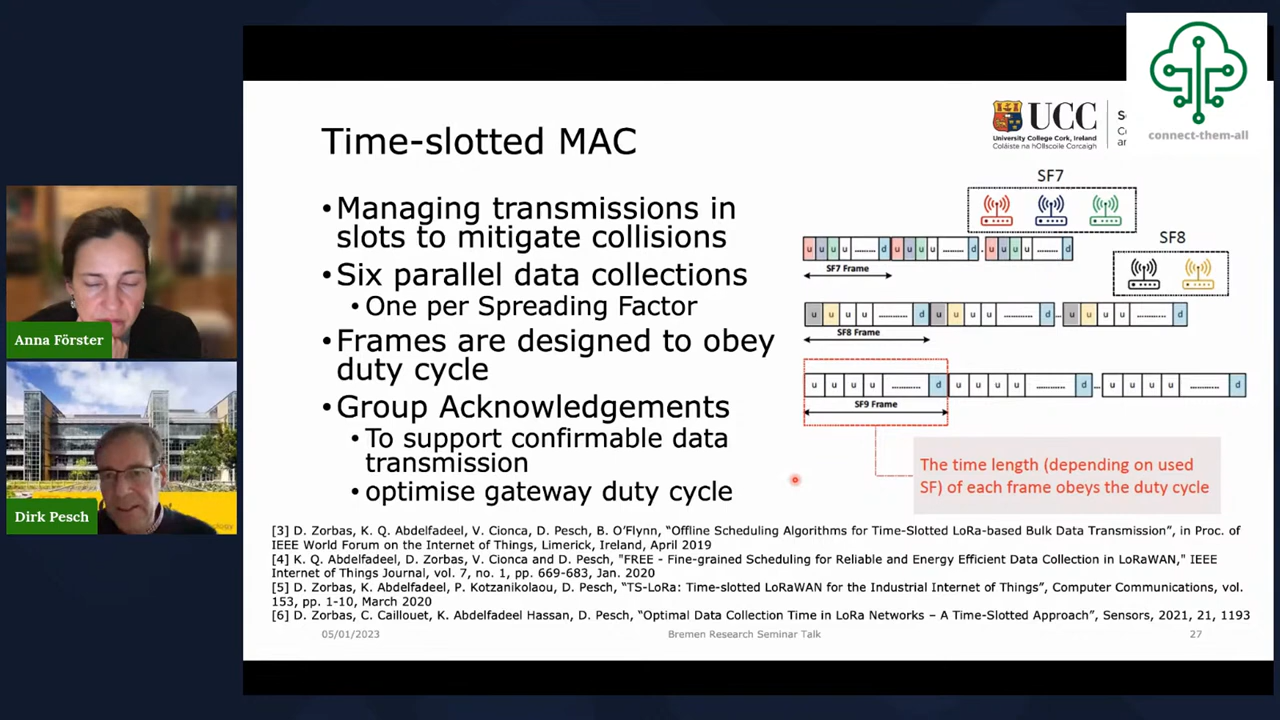 connect-them-all
UCC
University College Cork, Ireland
Coláiste na hOllscoile Corcaigh
Time-slotted MAC
•Managing transmissions in
slots to mitigate collisions
•Six parallel data collections
•One per Spreading Factor
•Frames are designed to obey
duty cycle
•Group Acknowledgements
•To support confirmable data
transmission
•optimise gateway duty cycle
SF7
u u u u ........... d u u u u ........... d .. u u u u ........... d
SF7 Frame
SF8
u u u u ........... d u u u u ........... d ... u u u u ........... d
SF8 Frame
u u u u ........... d u u u u ........... d ... u u u u ........... d
SF9 Frame
The time length (depending on used
SF) of each frame obeys the duty cycle
[3] D. Zorbas, K. Q. Abdelfadeel, V. Cionca, D. Pesch, B. O'Flynn, "Offline Scheduling Algorithms for Time-Slotted LoRa-based Bulk Data Transmission", in Proc. of
IEEE World Forum on the Internet of Things, Limerick, Ireland, April 2019
[4] K. Q. Abdelfadeel, D. Zorbas, V. Cionca and D. Pesch, "FREE - Fine-grained Scheduling for Reliable and Energy Efficient Data Collection in LoRaWAN," IEEE
Internet of Things Journal, vol. 7, no. 1, pp. 669-683, Jan. 2020
[5] D. Zorbas, K. Abdelfadeel, P. Kotzanikolaou, D. Pesch, "TS-LoRa: Time-slotted LoRaWAN for the Industrial Internet of Things", Computer Communications, vol.
153, pp. 1-10, March 2020
[6] D. Zorbas, C. Caillouet, K. Abdelfadeel Hassan, D. Pesch, "Optimal Data Collection Time in LoRa Networks – A Time-Slotted Approach", Sensors, 2021, 21, 1193
05/01/2023
Bremen Research Seminar Talk
27
Anna Förster
Dirk Pesch